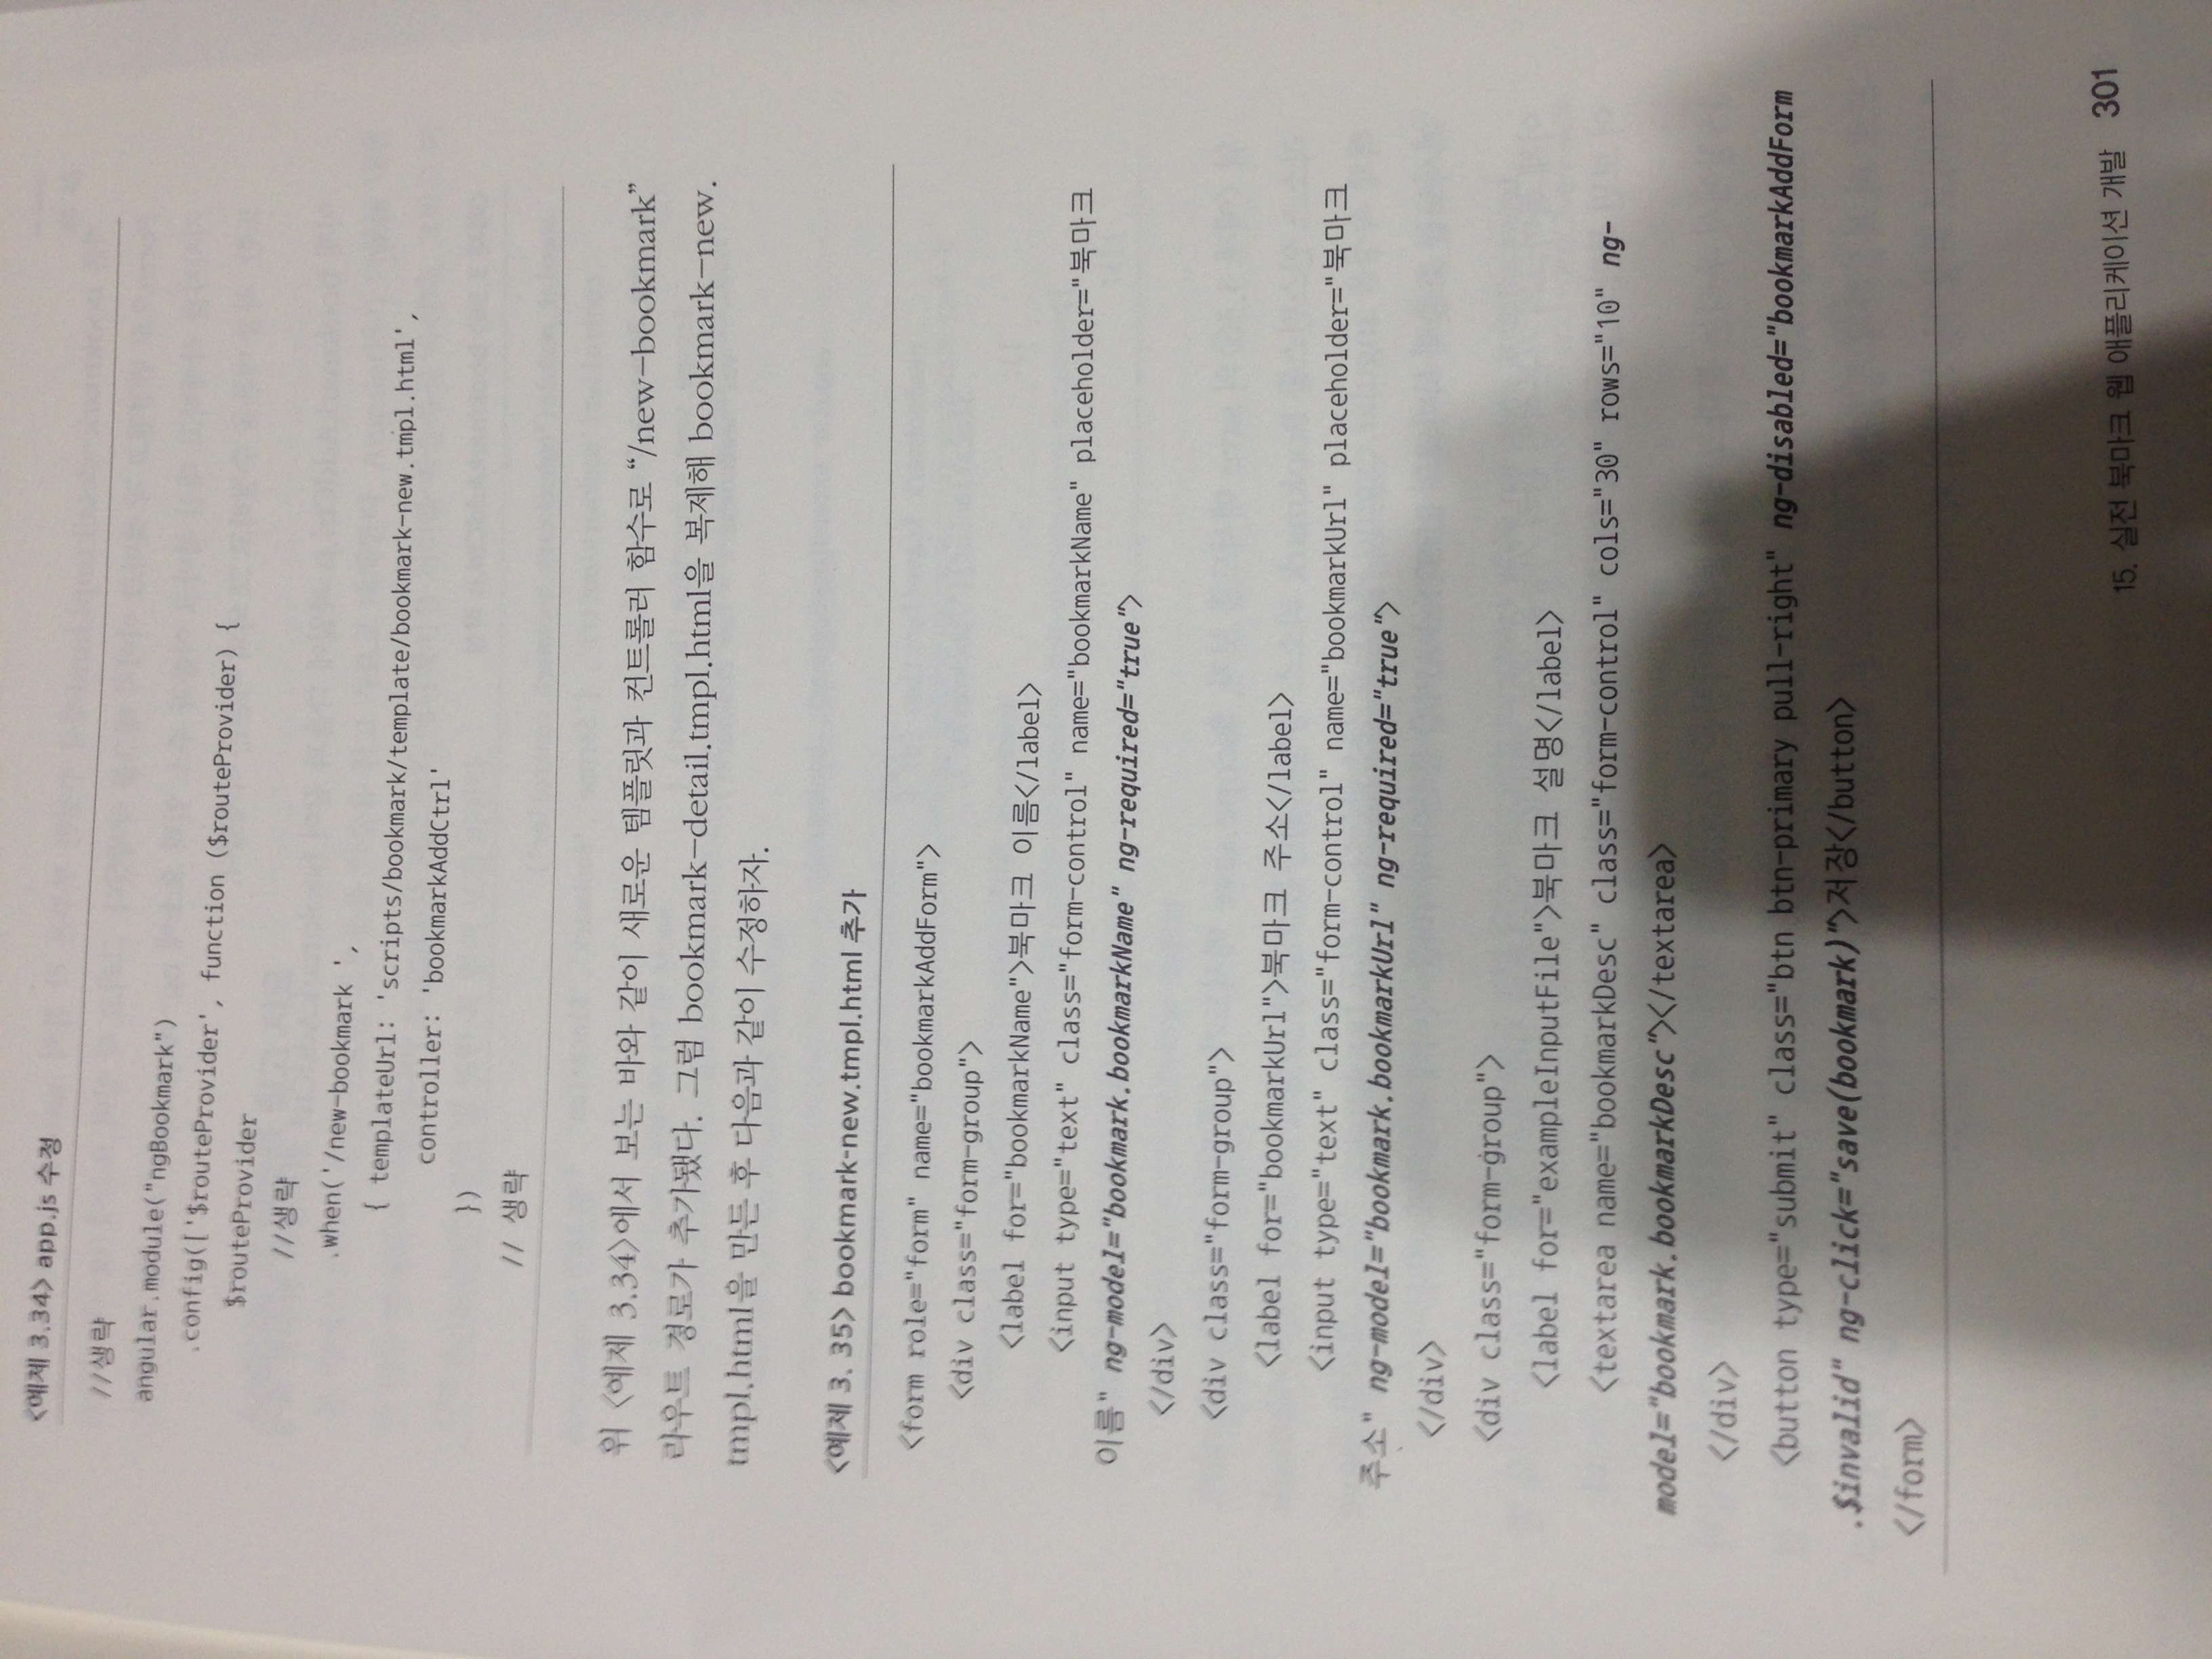 <예제 3.34> app.js 수정
//생략
angular.module("ngBookmark")
.config(['$routeProvider', function ($routeProvider) {
$routeProvider
//생략
.when('/new-bookmark ',
{ templateUrl: 'scripts/bookmark/template/bookmark-new.tmpl.html',
controller: 'bookmarkAddCtrl'
})
// 생략
위 <예제 3.34>에서 보는 바와 같이 새로운 템플릿과 컨트롤러 함수로 “/new-bookmark”
라우트 경로가 추가됐다. 그럼 bookmark-detail.tmpl.html을 복제해 bookmark-new.
tmpl.html을 만든 후 다음과 같이 수정하자.
<예제 3. 35> bookmark-new.tmpl.html 추가
<form role="form" name="bookmarkAddForm">
<div class="form-group">
<label for="bookmarkName">북마크 이름</label>
<input type="text" class="form-control" name="bookmarkName" placeholder="북마크
이름" ng-model="bookmark.bookmarkName" ng-required="true">
</div>
<div class="form-group">
<label for="bookmarkUrl">북마크 주소</label>
<input type="text" class="form-control" name="bookmarkUrl" placeholder="북마크
주소" ng-model="bookmark.bookmarkUrl" ng-required="true">
</div>
<div class="form-group">
<label for="exampleInputFile">북마크 설명</label>
<textarea name="bookmarkDesc" class="form-control" cols="30" rows="10" ng-
model="bookmark.bookmarkDesc"></textarea>
</div>
<button type="submit" class="btn btn-primary pull-right" ng-disabled="bookmarkAddForm
.$invalid" ng-click="save(bookmark)">저장</button>
</form>
15. 실전 북마크 웹 애플리케이션 개발 301